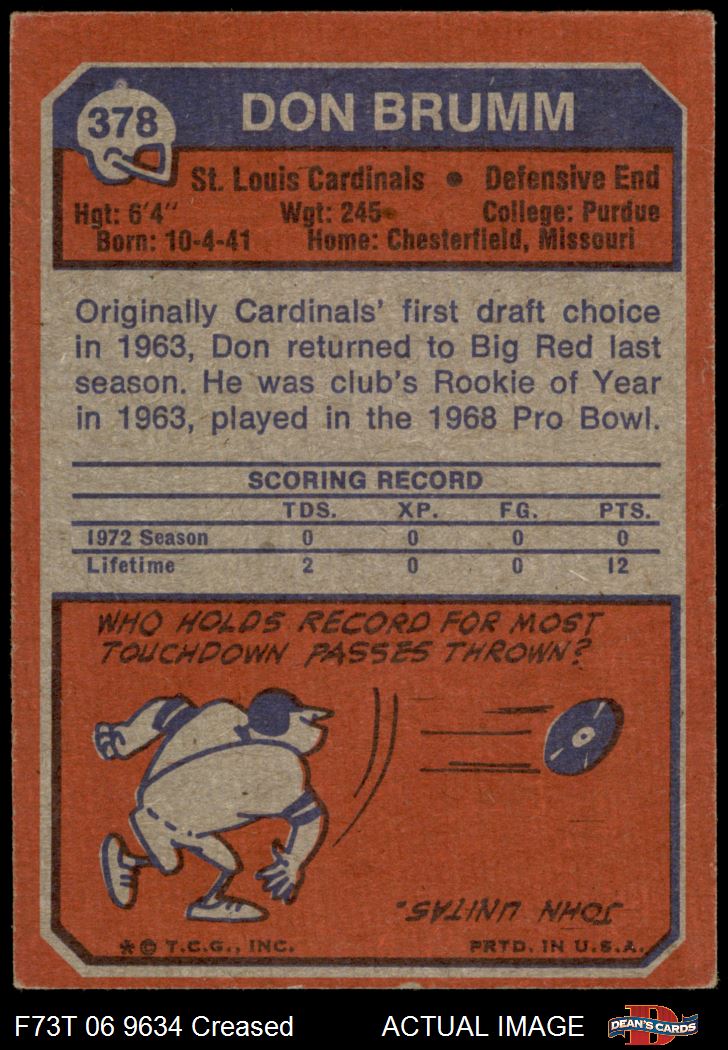 378
DON BRUMM
St. Louis Cardinals • Defensive End
Hgt: 6'4" Wgt: 245 College: Purdue
Born: 10-4-41 Home: Chesterfield, Missouri
Originally Cardinals' first draft choice
in 1963, Don returned to Big Red last
season. He was club's Rookie of Year
in 1963, played in the 1968 Pro Bowl.
SCORING RECORD
TDS. XP. FG. PTS.
1972 Season 0 0 0 0
Lifetime 2 0 0 12
WHO HOLDS RECORD FOR MOST
TOUCHDOWN PASSES THROWN?
JOHN UNITAS.
* © T.C.G., INC. PRTD. IN U.S.A.
F73T 06 9634 Creased ACTUAL IMAGE
D
DEAN'S CARDS